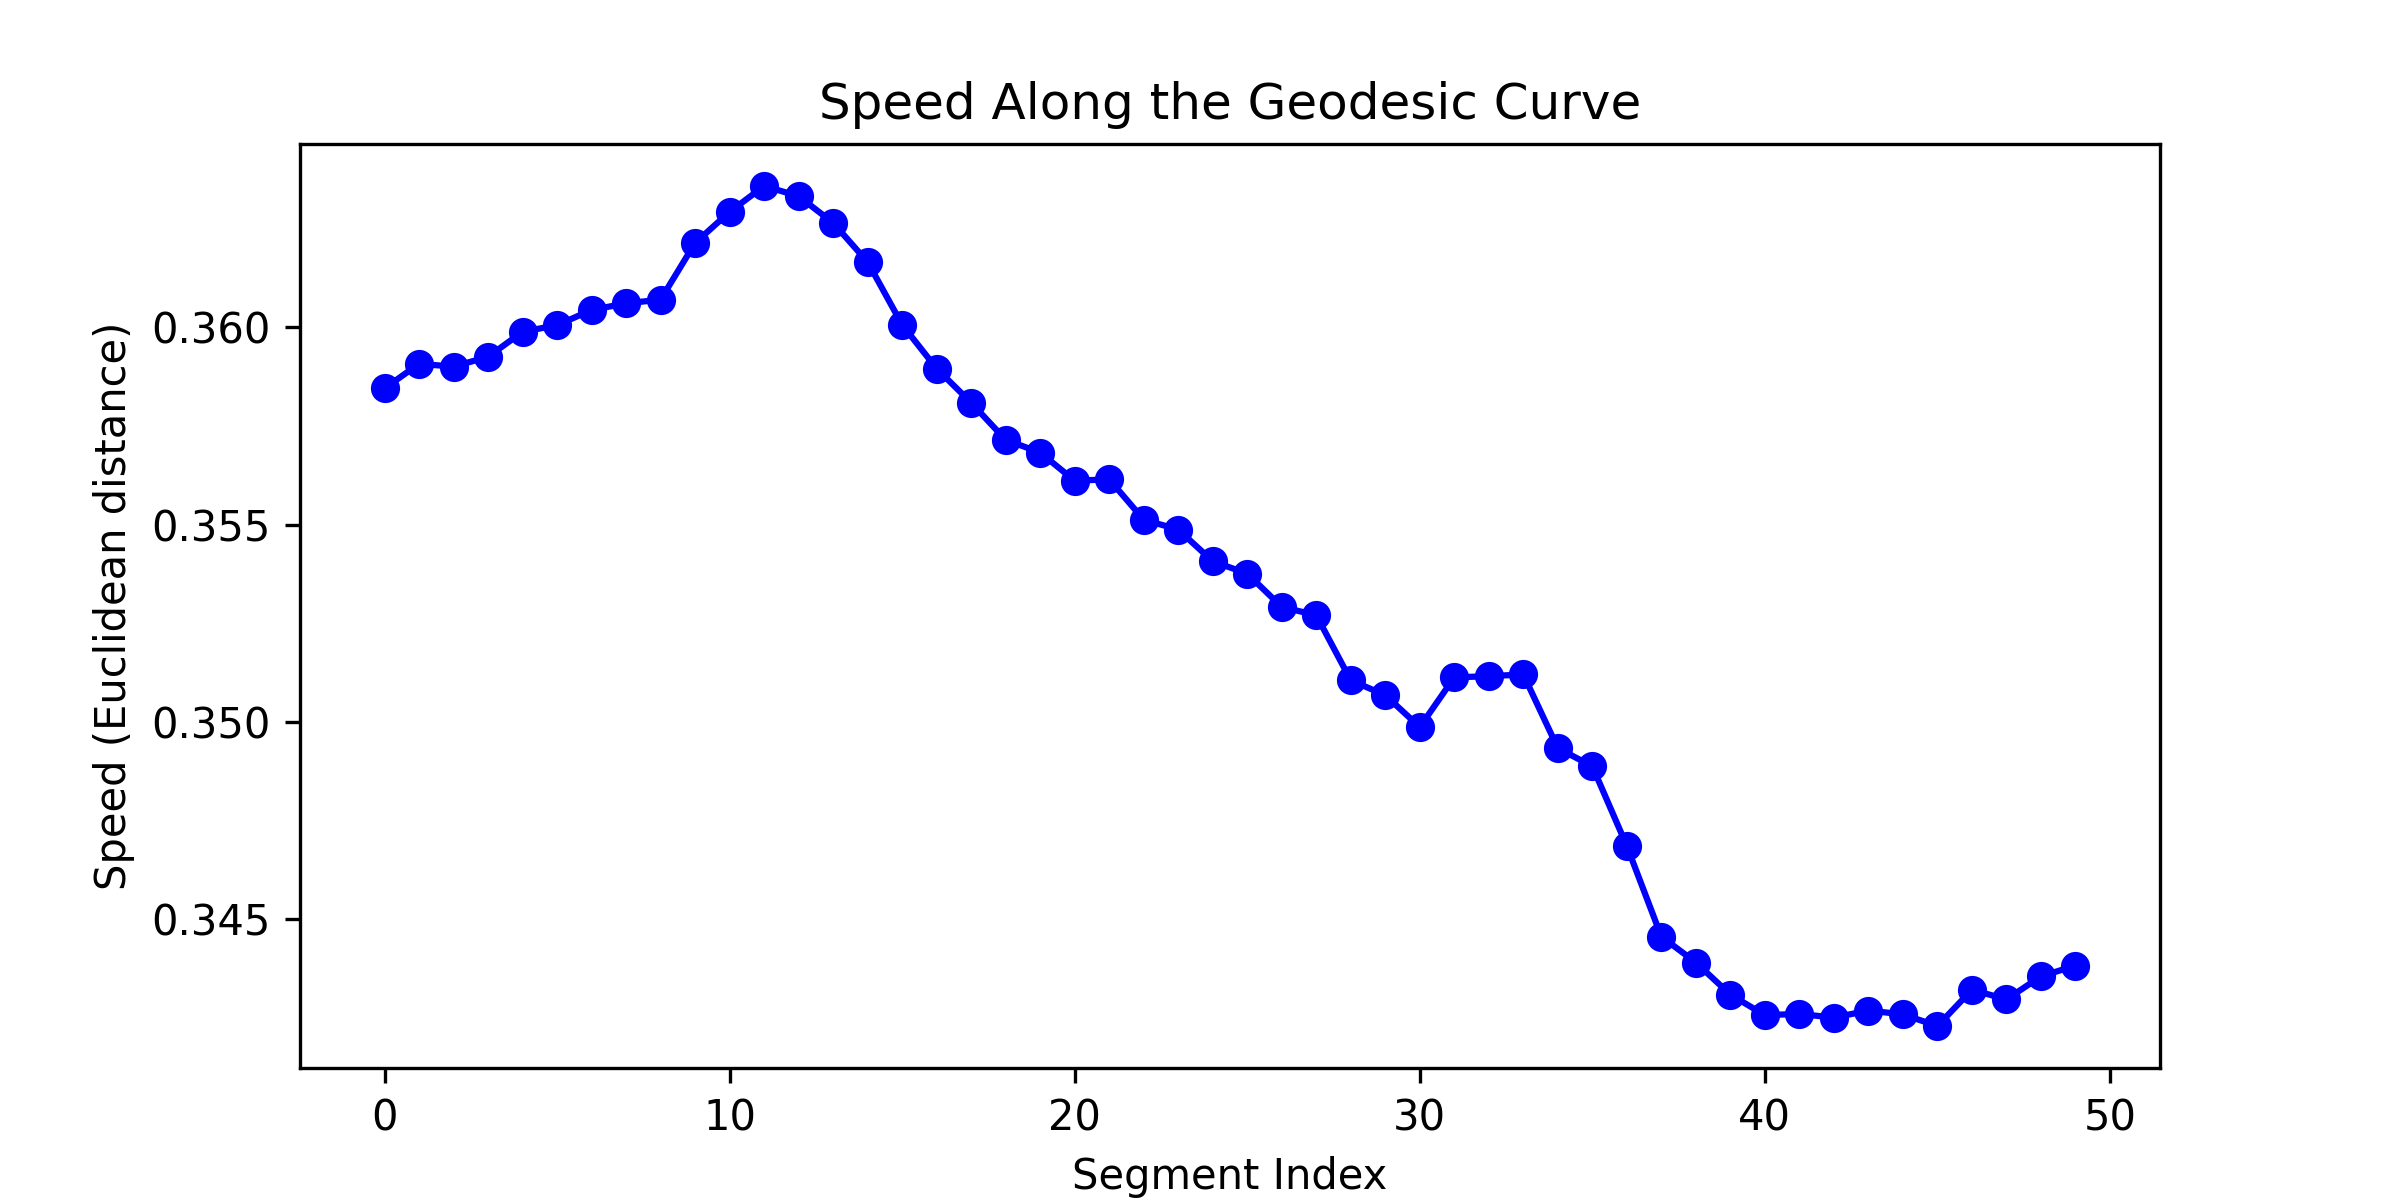 Speed Along the Geodesic Curve
Speed (Euclidean distance)
0.360
0.355
0.350
0.345
0 10 20 30 40 50
Segment Index